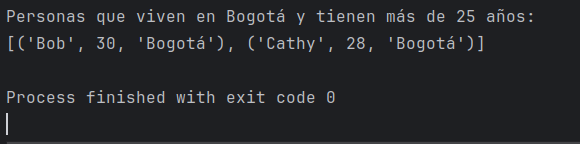 Personas que viven en Bogotá y tienen más de 25 años:
[('Bob', 30, 'Bogotá'), ('Cathy', 28, 'Bogotá')]
Process finished with exit code 0